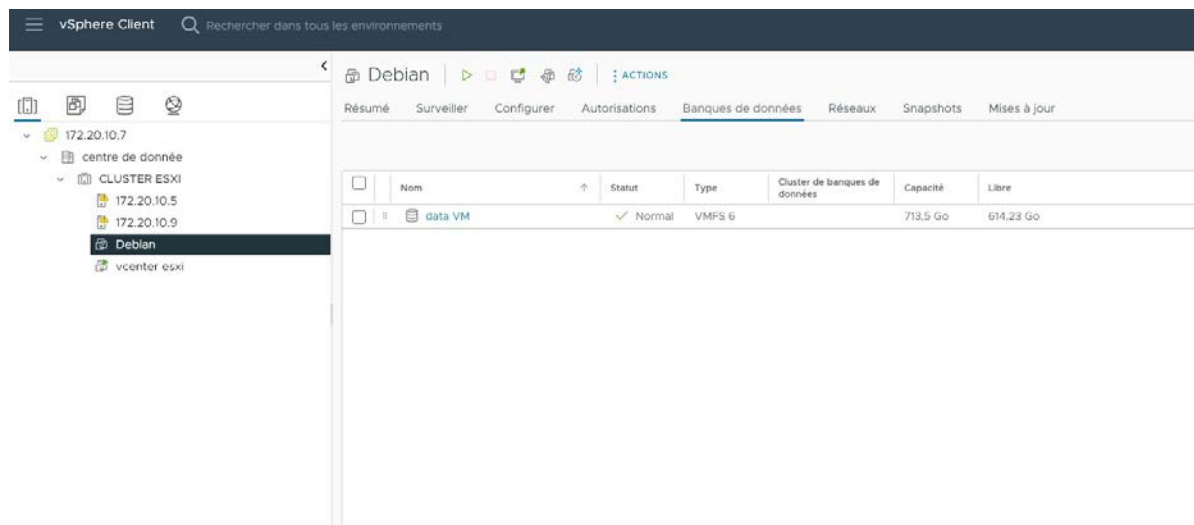 vSphere Client Rechercher dans tous les environnements
Debian ACTIONS
Résumé Surveiller Configurer Autorisations Banques de données Réseaux Snapshots Mises à jour
172.20.10.7
centre de donnée
CLUSTER ESXI
172.20.10.5
172.20.10.9
Debian
vcenter esxi
Nom Statut Type Cluster de banques de données Capacité Libre
data VM Normal VMFS 6 713,5 Go 614,23 Go